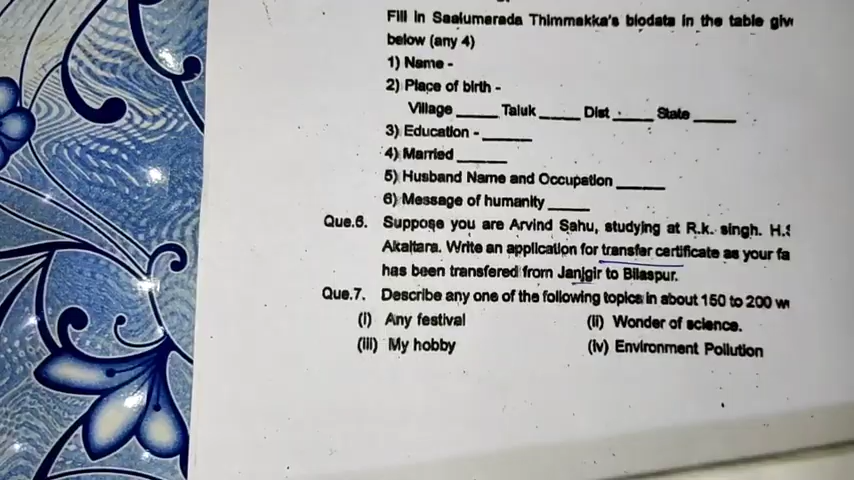 Fill in Saalumarada Thimmakka's biodata in the table giv
below (any 4)
1) Name -
2) Place of birth -
Village _____ Taluk _____ Dist _____ State _____
3) Education - _____
4) Married _____
5) Husband Name and Occupation _____
6) Message of humanity _____
Que.6. Suppose you are Arvind Sahu, studying at R.k. singh. H.S
Akaltara. Write an application for transfer certificate as your fa
has been transfered from Janjgir to Bilaspur.
Que.7. Describe any one of the following topics in about 150 to 200 w
(i) Any festival (ii) Wonder of science.
(iii) My hobby (iv) Environment Pollution